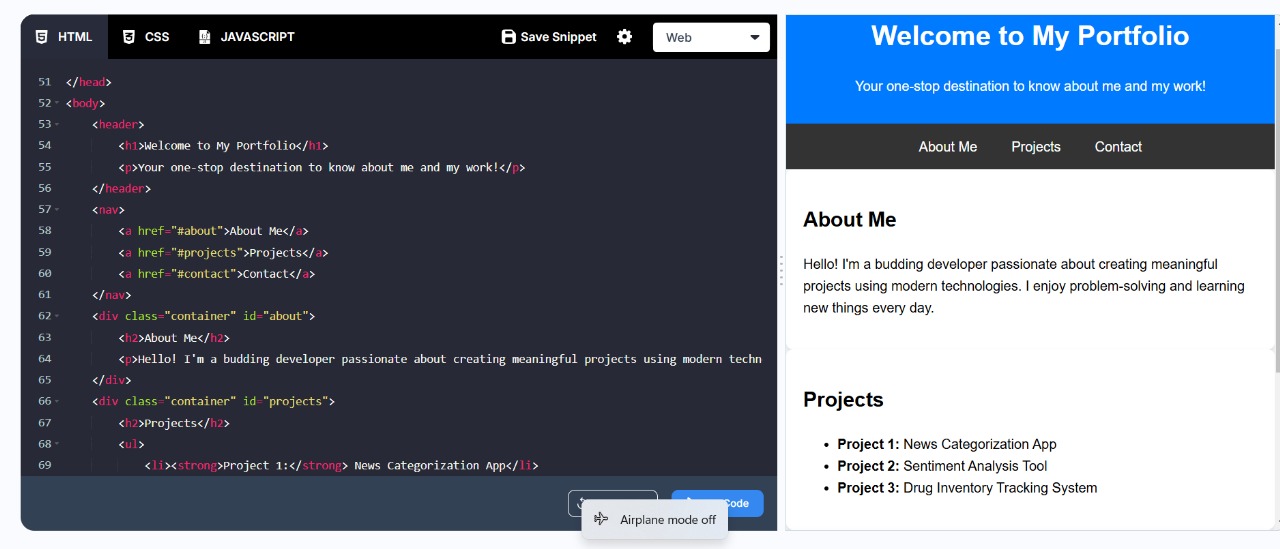 HTML CSS JAVASCRIPT Save Snippet Web
51 </head>
52 <body>
53 <header>
54 <h1>Welcome to My Portfolio</h1>
55 <p>Your one-stop destination to know about me and my work!</p>
56 </header>
57 <nav>
58 <a href="#about">About Me</a>
59 <a href="#projects">Projects</a>
60 <a href="#contact">Contact</a>
61 </nav>
62 <div class="container" id="about">
63 <h2>About Me</h2>
64 <p>Hello! I'm a budding developer passionate about creating meaningful projects using modern techn
65 </div>
66 <div class="container" id="projects">
67 <h2>Projects</h2>
68 <ul>
69 <li><strong>Project 1:</strong> News Categorization App</li>
Code
Airplane mode off
Welcome to My Portfolio
Your one-stop destination to know about me and my work!
About Me Projects Contact
About Me
Hello! I'm a budding developer passionate about creating meaningful
projects using modern technologies. I enjoy problem-solving and learning
new things every day.
Projects
• Project 1: News Categorization App
• Project 2: Sentiment Analysis Tool
• Project 3: Drug Inventory Tracking System